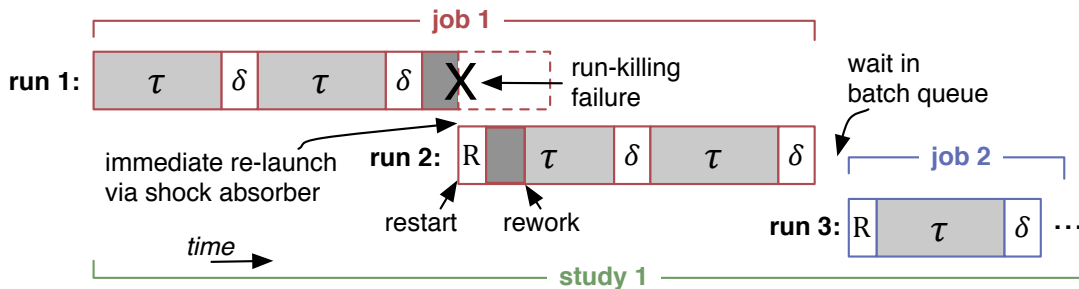 job 1
run 1:
τ
δ
τ
δ
X
run-killing
failure
wait in
batch queue
immediate re-launch
via shock absorber
run 2:
R
τ
δ
τ
δ
restart
rework
job 2
run 3:
R
τ
δ
...
time
study 1